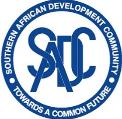 SOUTHERN AFRICAN DEVELOPMENT COMMUNITY
SADC
TOWARDS A COMMON FUTURE